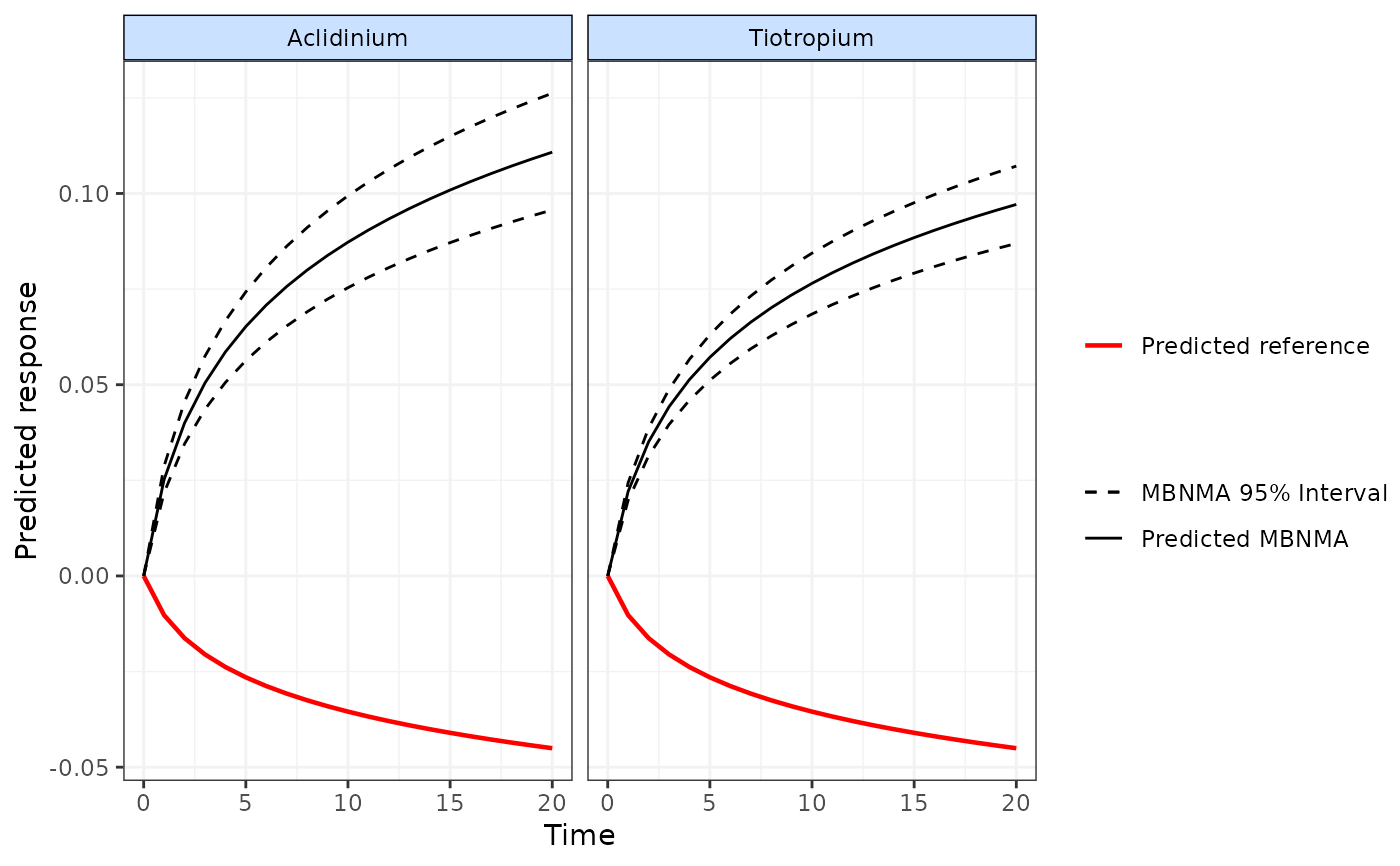 Aclidinium
Tiotropium
0.10
0.05
0.00
-0.05
Predicted response
0 5 10 15 20
0 5 10 15 20
Time
Predicted reference
MBNMA 95% Interval
Predicted MBNMA